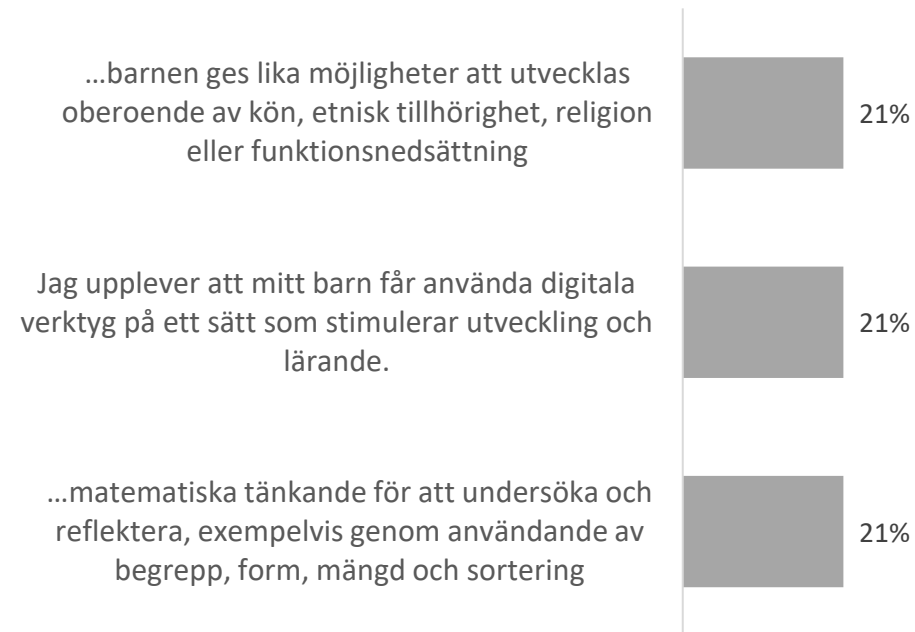 …barnen ges lika möjligheter att utvecklas
oberoende av kön, etnisk tillhörighet, religion
eller funktionsnedsättning
21%
Jag upplever att mitt barn får använda digitala
verktyg på ett sätt som stimulerar utveckling och
lärande.
21%
…matematiska tänkande för att undersöka och
reflektera, exempelvis genom användande av
begrepp, form, mängd och sortering
21%